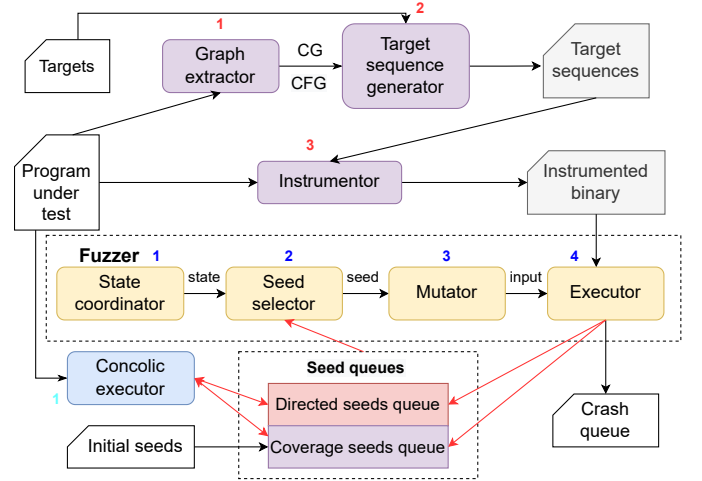 1
2
Targets
Graph
extractor
CG
CFG
Target
sequence
generator
Target
sequences
Program
under
test
3
Instrumentor
Instrumented
binary
Fuzzer 1
2
3
4
State
coordinator
state
Seed
selector
seed
Mutator
input
Executor
Concolic
executor
1
Seed queues
Directed seeds queue
Coverage seeds queue
Initial seeds
Crash
queue